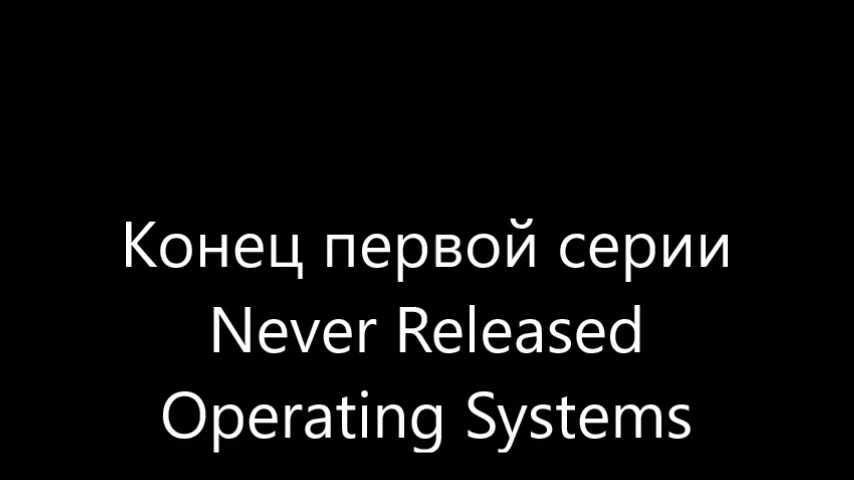 Конец первой серии
Never Released
Operating Systems